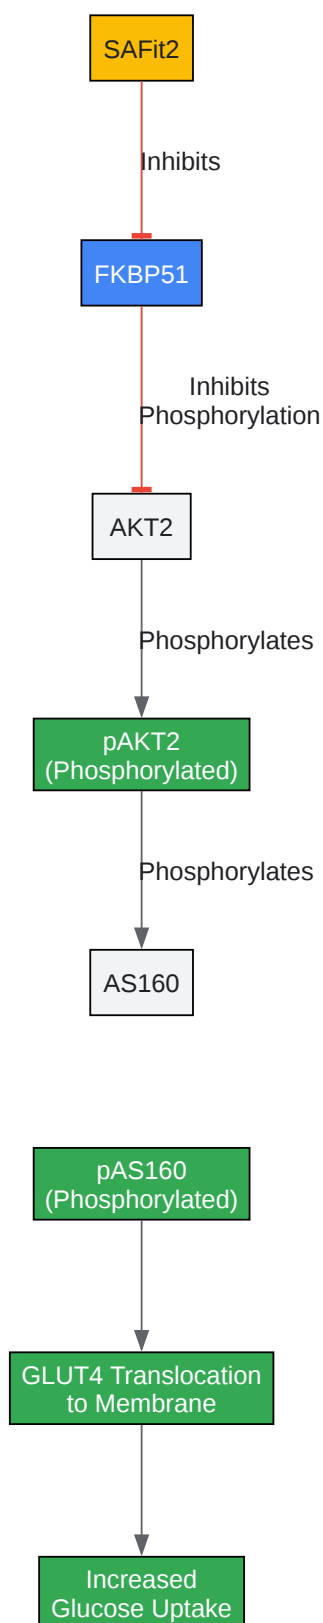 SAFit2
Inhibits
FKBP51
Inhibits
Phosphorylation
AKT2
Phosphorylates
pAKT2
(Phosphorylated)
Phosphorylates
AS160
pAS160
(Phosphorylated)
GLUT4 Translocation
to Membrane
Increased
Glucose Uptake